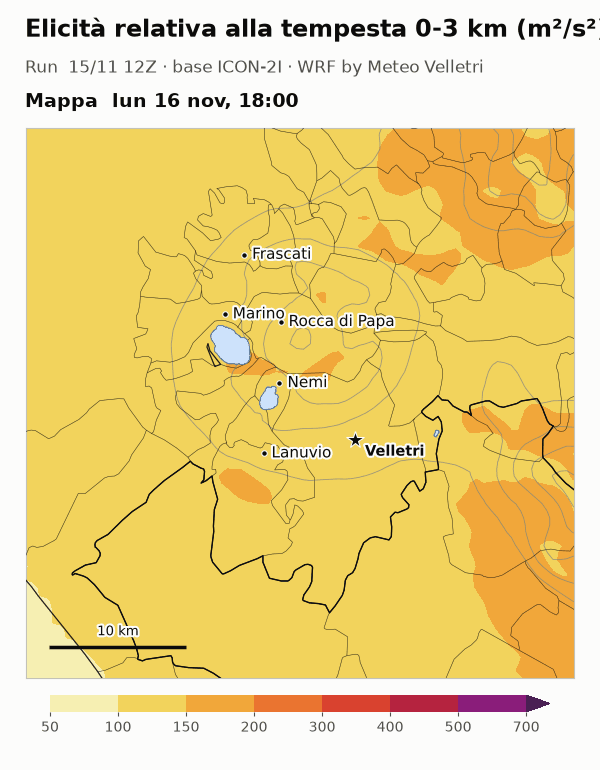 Elicità relativa alla tempesta 0-3 km (m²/s²)
Run 15/11 12Z · base ICON-2I · WRF by Meteo Velletri
Mappa lun 16 nov, 18:00
Frascati
Marino
Rocca di Papa
Nemi
Velletri
Lanuvio
10 km
50 100 150 200 300 400 500 700